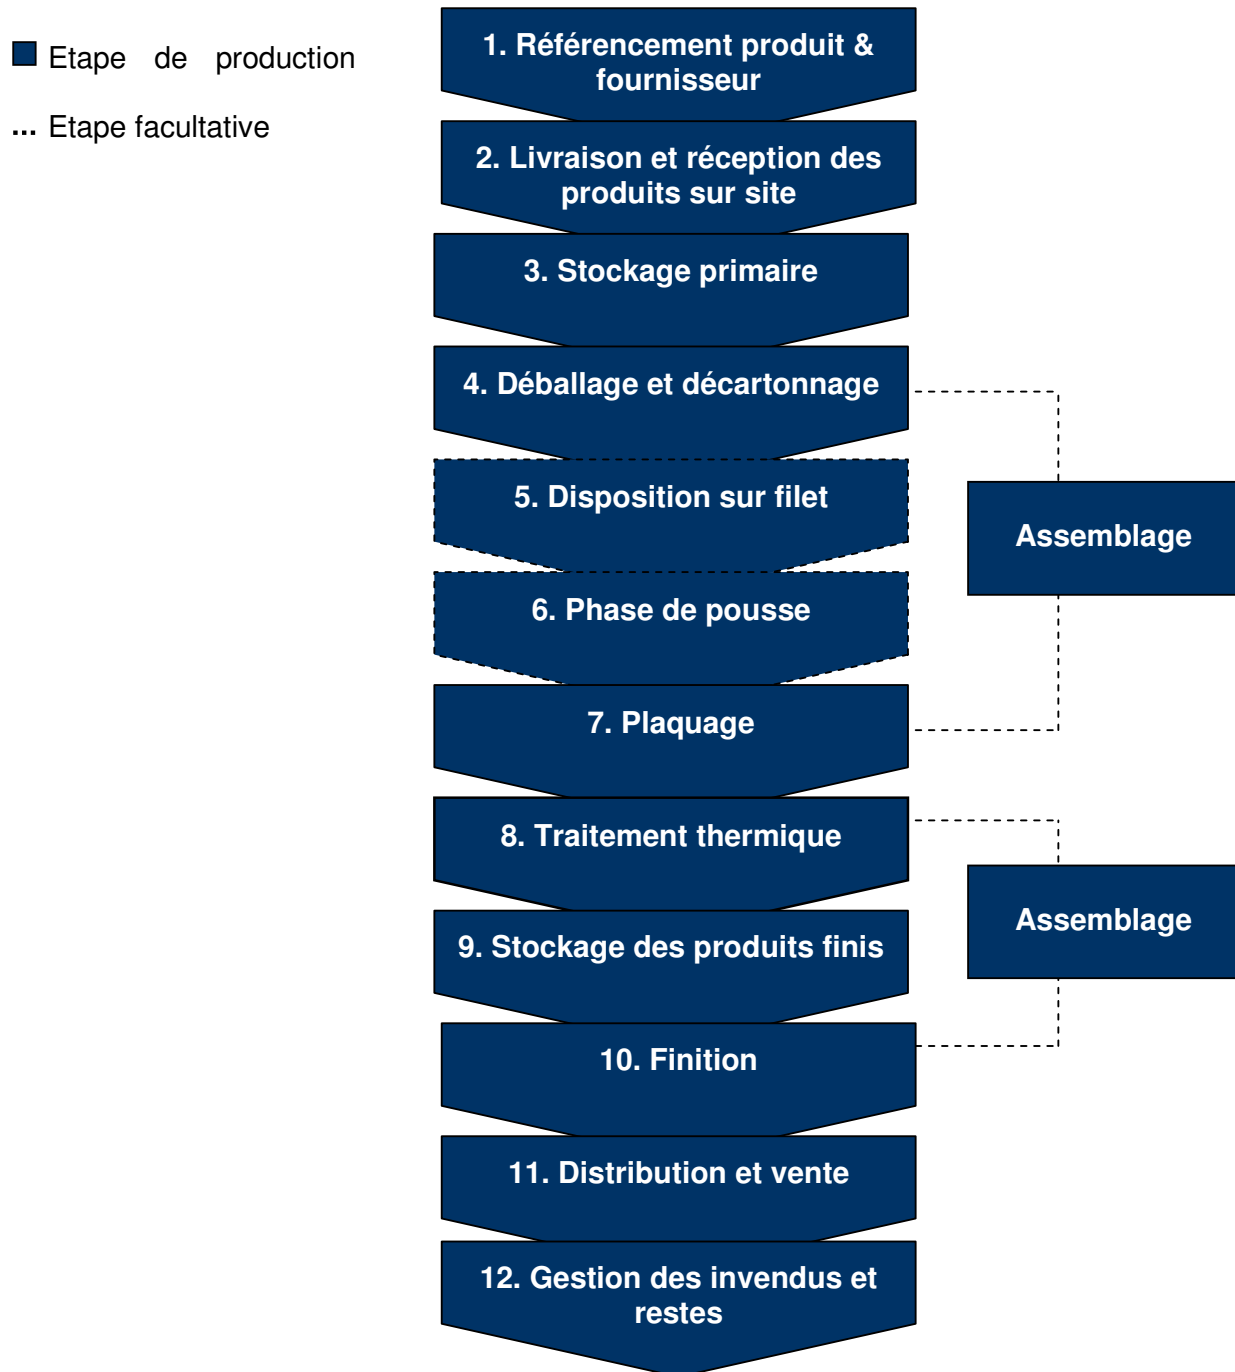 Etape de production
... Etape facultative
1. Référencement produit &
fournisseur
2. Livraison et réception des
produits sur site
3. Stockage primaire
4. Déballage et décartonnage
5. Disposition sur filet
Assemblage
6. Phase de pousse
7. Plaquage
8. Traitement thermique
Assemblage
9. Stockage des produits finis
10. Finition
11. Distribution et vente
12. Gestion des invendus et
restes